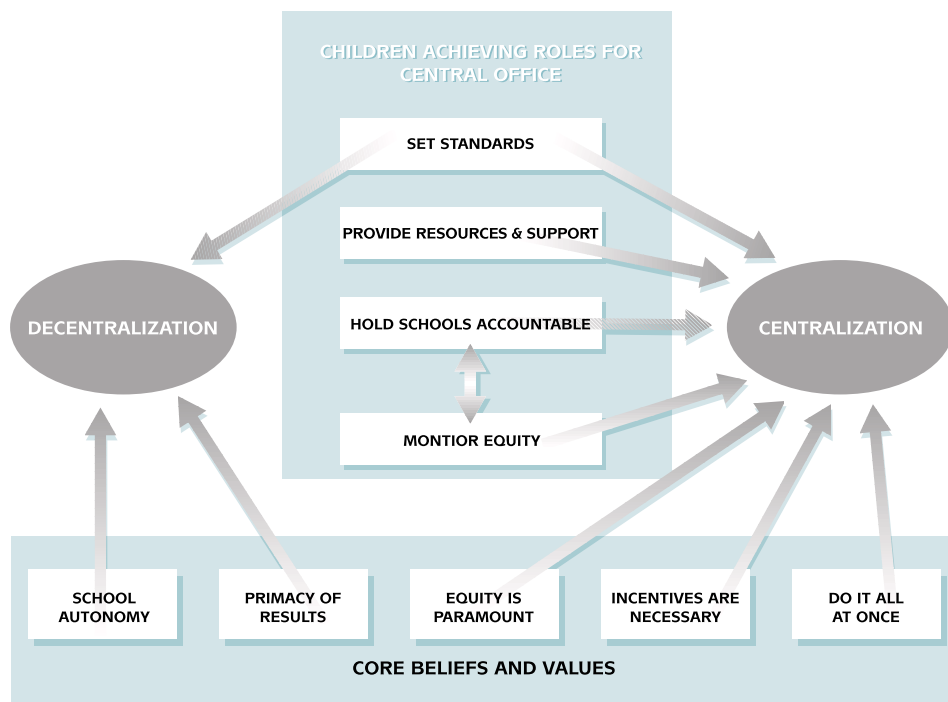 CHILDREN ACHIEVING ROLES FOR
CENTRAL OFFICE
SET STANDARDS
PROVIDE RESOURCES & SUPPORT
HOLD SCHOOLS ACCOUNTABLE
DECENTRALIZATION
CENTRALIZATION
MONTIOR EQUITY
SCHOOL
AUTONOMY
PRIMACY OF
RESULTS
EQUITY IS
PARAMOUNT
INCENTIVES ARE
NECESSARY
DO IT ALL
AT ONCE
CORE BELIEFS AND VALUES